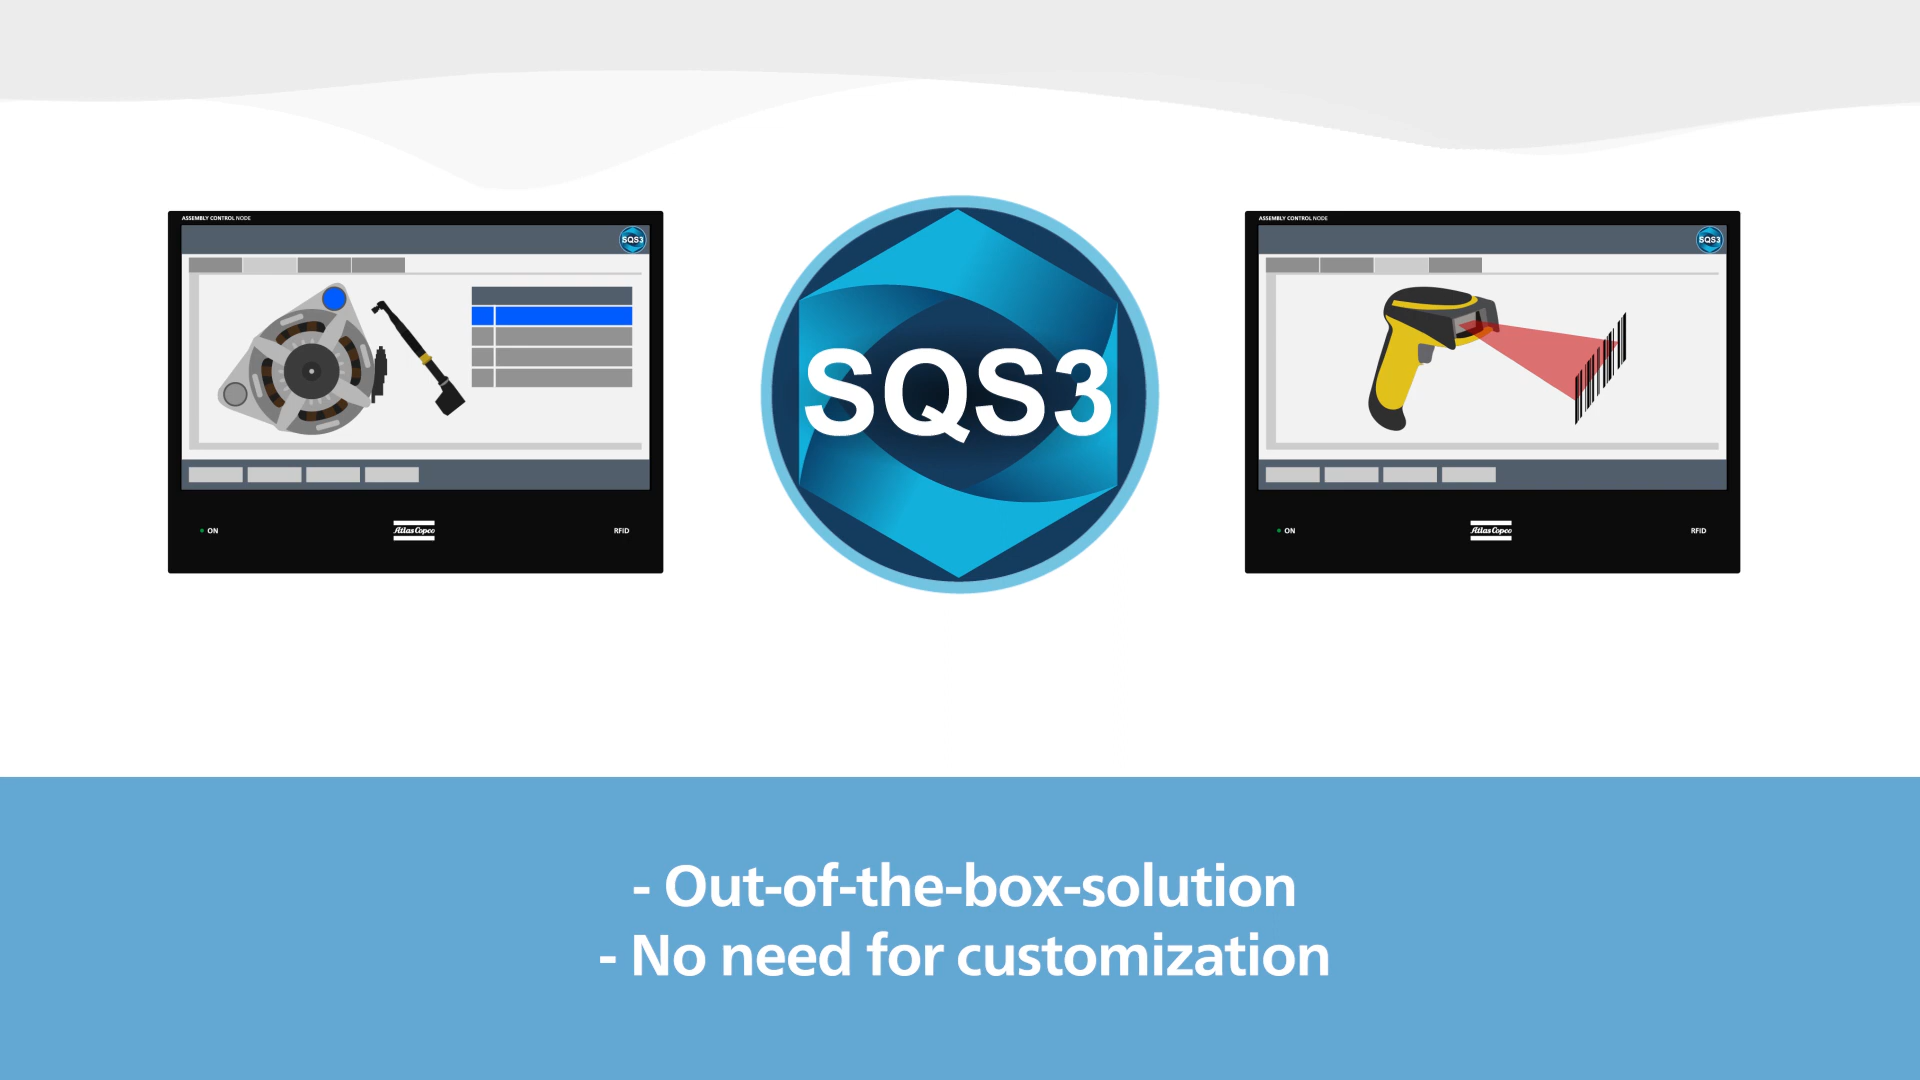 ASSEMBLY CONTROL NODE
SQS3
ON
Atlas Copco
RFID
SQS3
ASSEMBLY CONTROL NODE
SQS3
ON
Atlas Copco
RFID
- Out-of-the-box-solution
- No need for customization